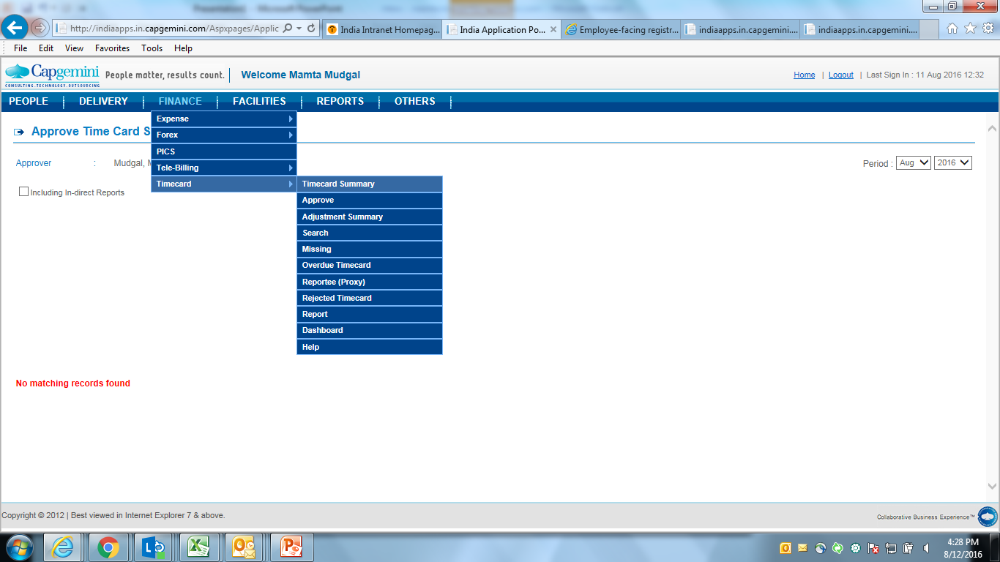 Presentation1 - Microsoft PowerPoint
http://indiaapps.in.capgemini.com/Aspxpages/Applic
India Intranet Homepag...
India Application Po...
Employee-facing registr...
indiaapps.in.capgemini....
indiaapps.in.capgemini....
File Edit View Favorites Tools Help
Capgemini
CONSULTING.TECHNOLOGY.OUTSOURCING
People matter, results count.
Welcome Mamta Mudgal
Home | Logout | Last Sign In : 11 Aug 2016 12:32
PEOPLE DELIVERY FINANCE FACILITIES REPORTS OTHERS
Expense
Approve Time Card S
Forex
PICS
Approver : Mudgal, M
Period : Aug 2016
Tele-Billing
Timecard
Timecard Summary
Including In-direct Reports
Approve
Adjustment Summary
Search
Missing
Overdue Timecard
Reportee (Proxy)
Rejected Timecard
Report
Dashboard
Help
No matching records found
Copyright © 2012 | Best viewed in Internet Explorer 7 & above.
Collaborative Business Experience™
4:28 PM
8/12/2016